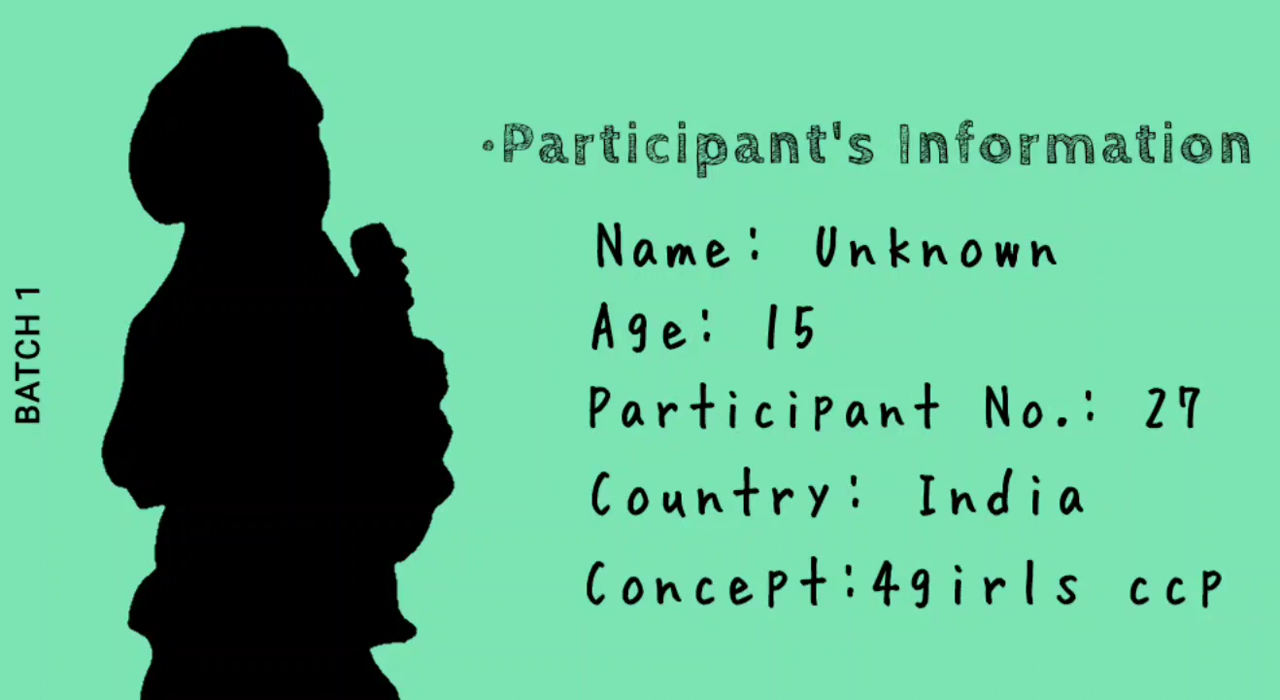 BATCH 1
•Participant's Information
Name: Unknown
Age: 15
Participant No.: 27
Country: India
Concept:4girls ccp